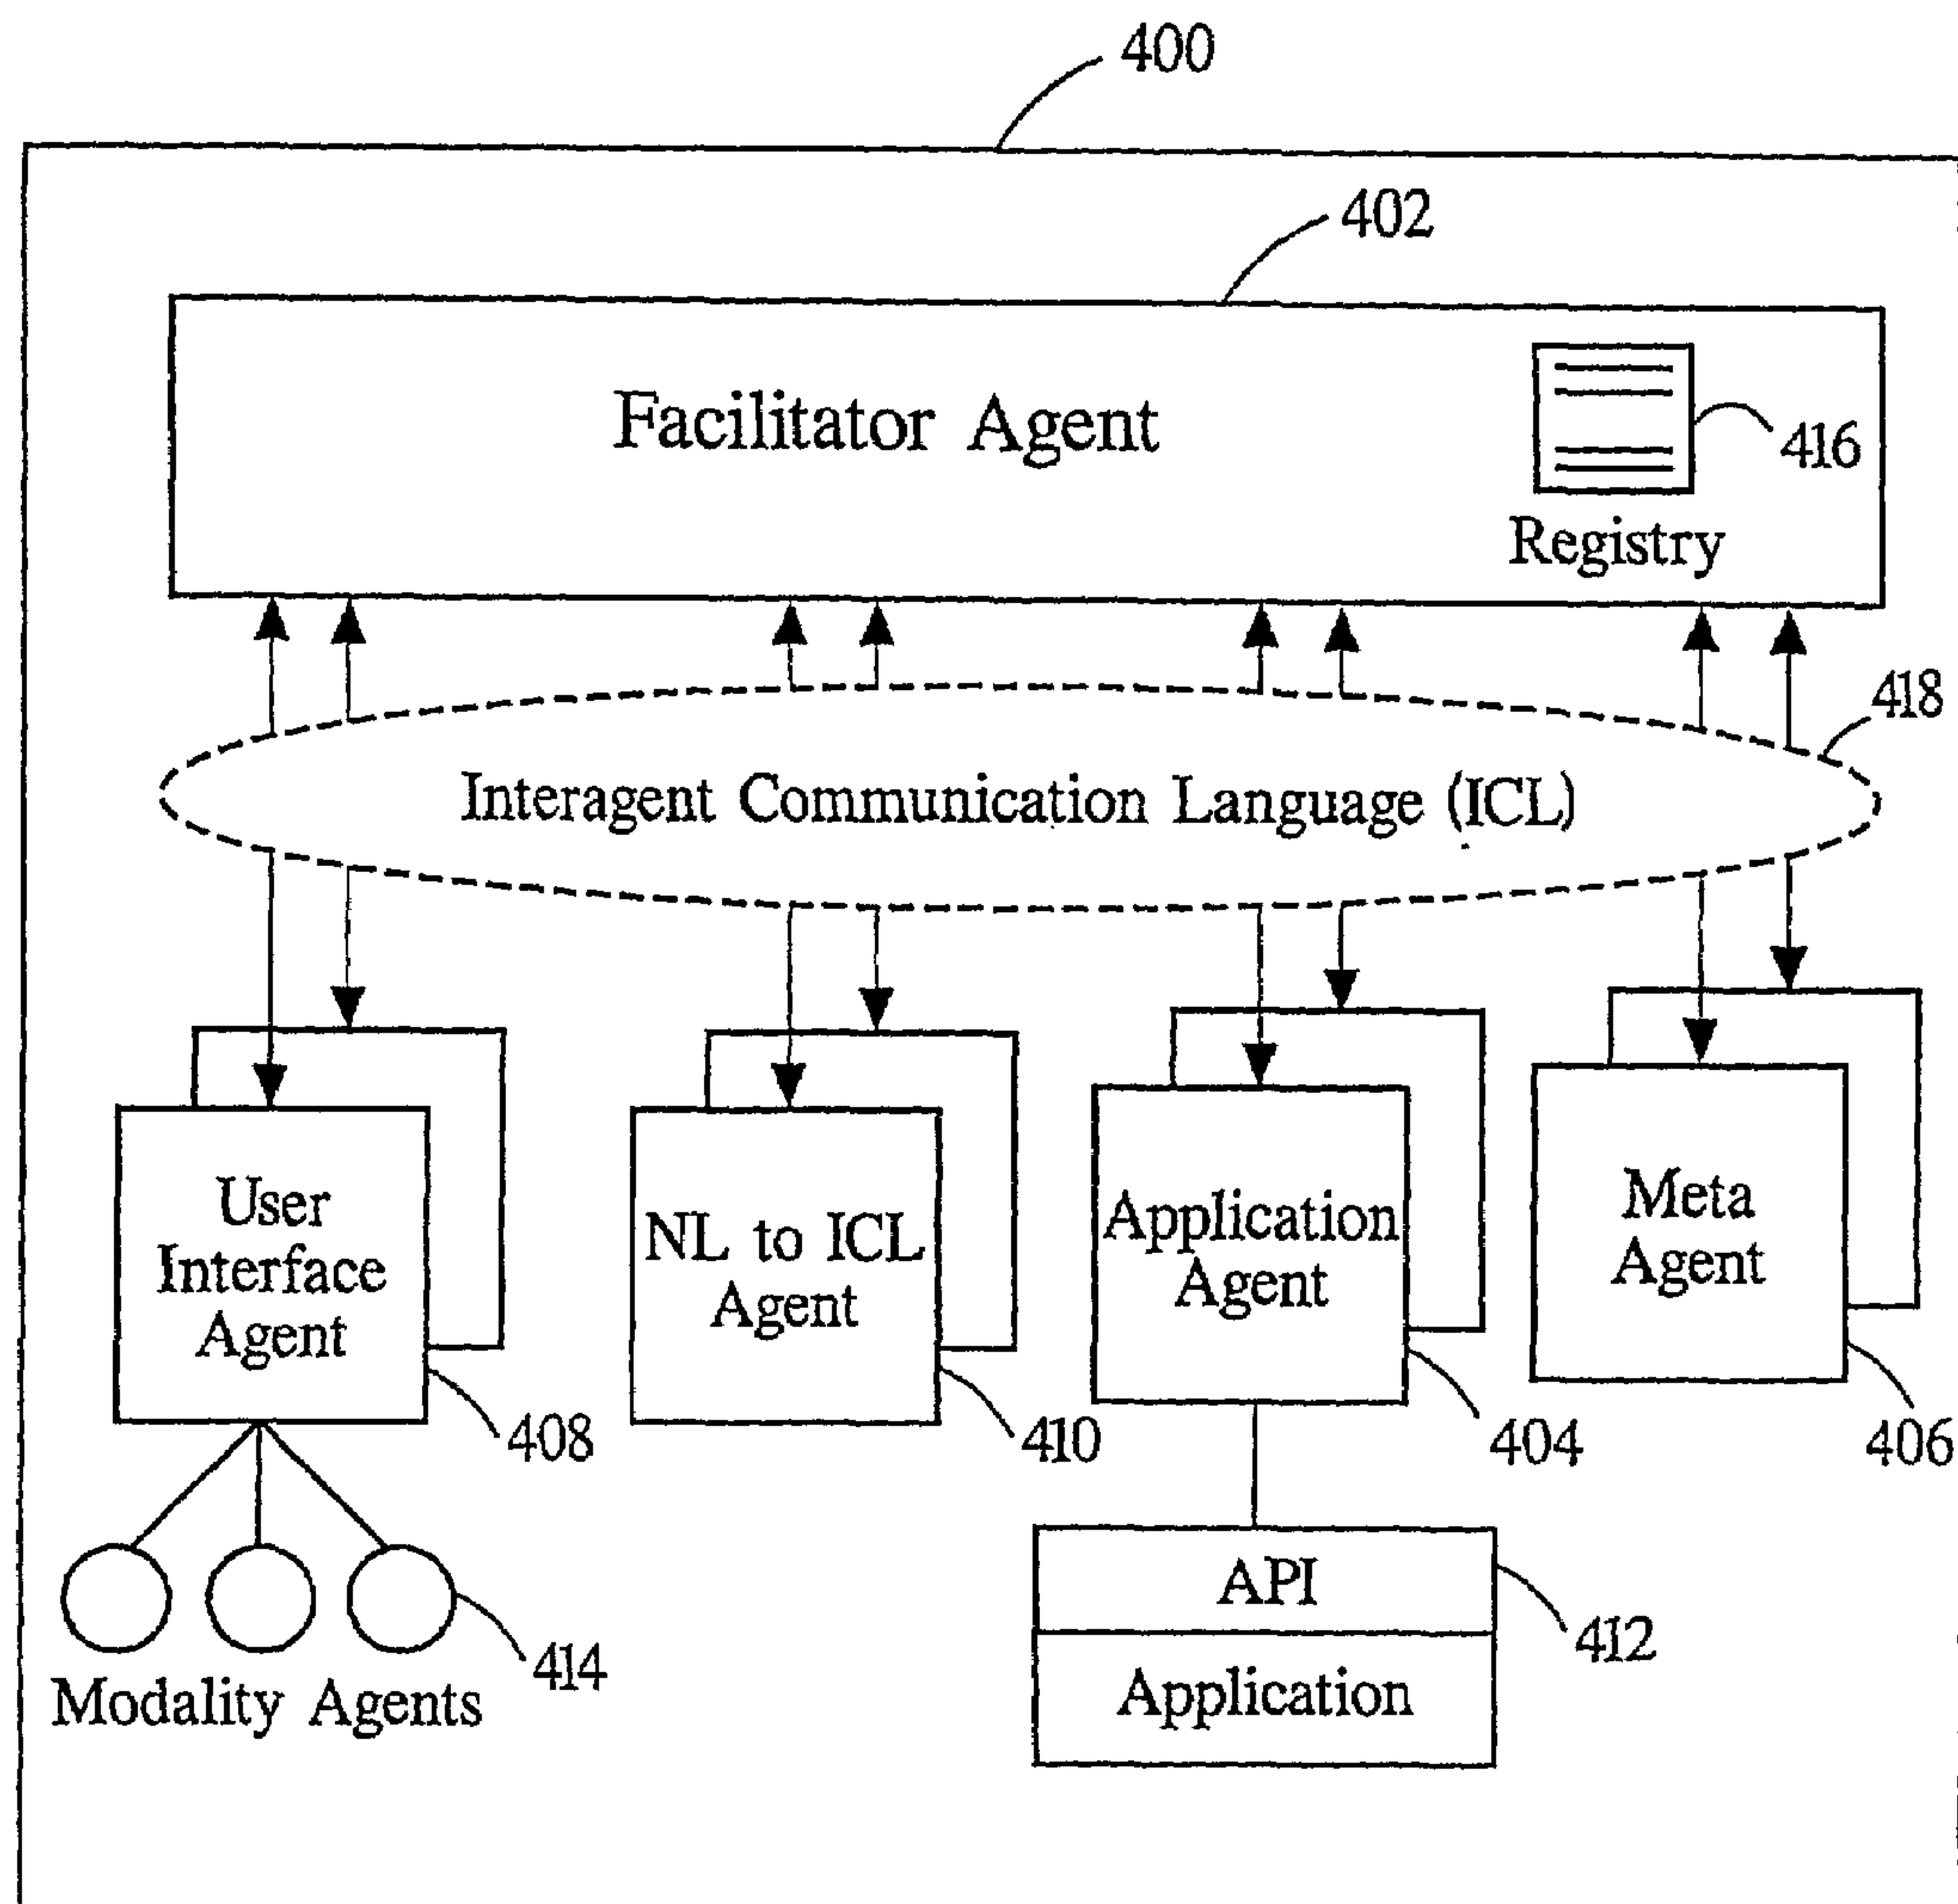 400
402
Facilitator Agent
416
Registry
418
Interagent Communication Language (ICL)
User
Interface
Agent
NL to ICL
Agent
Application
Agent
Meta
Agent
408
410
404
406
API
412
Application
414
Modality Agents